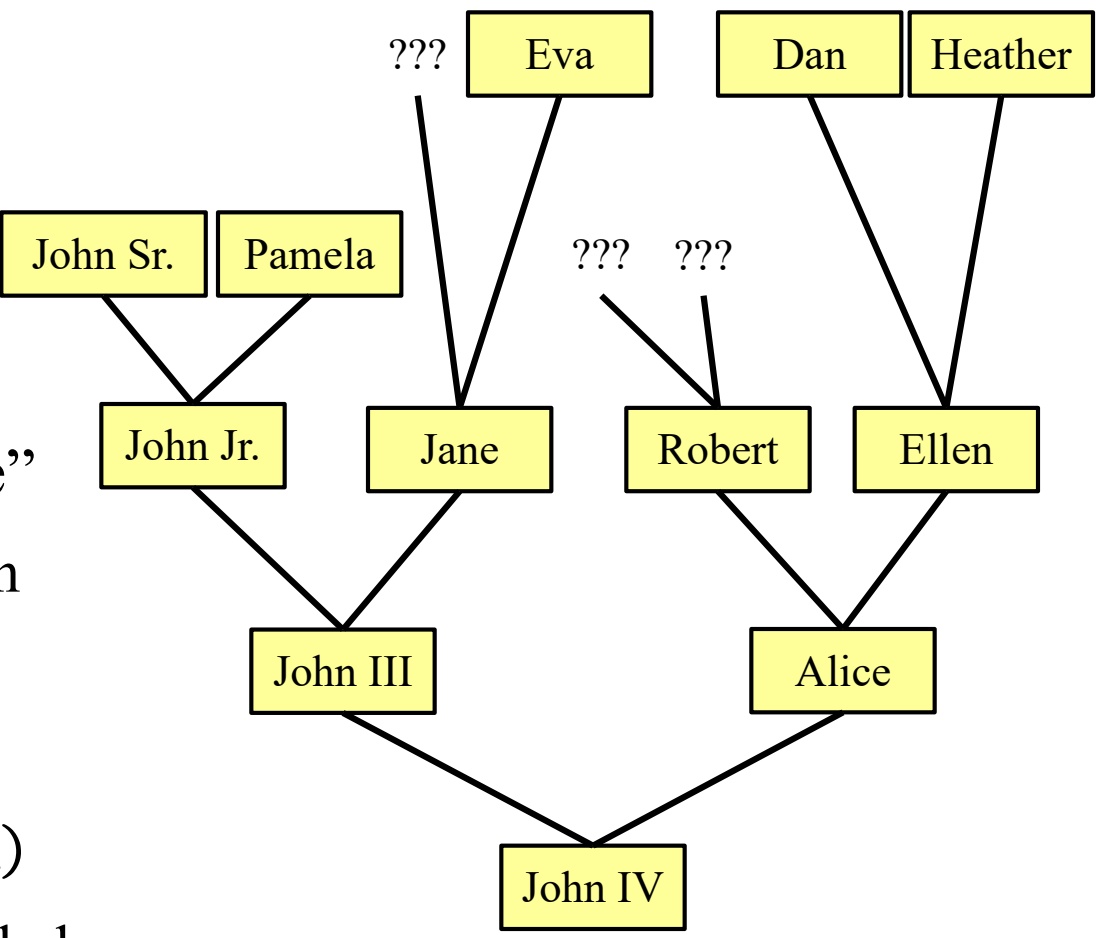 ??? Eva Dan Heather
John Sr. Pamela ??? ???
John Jr. Jane Robert Ellen
John III Alice
John IV